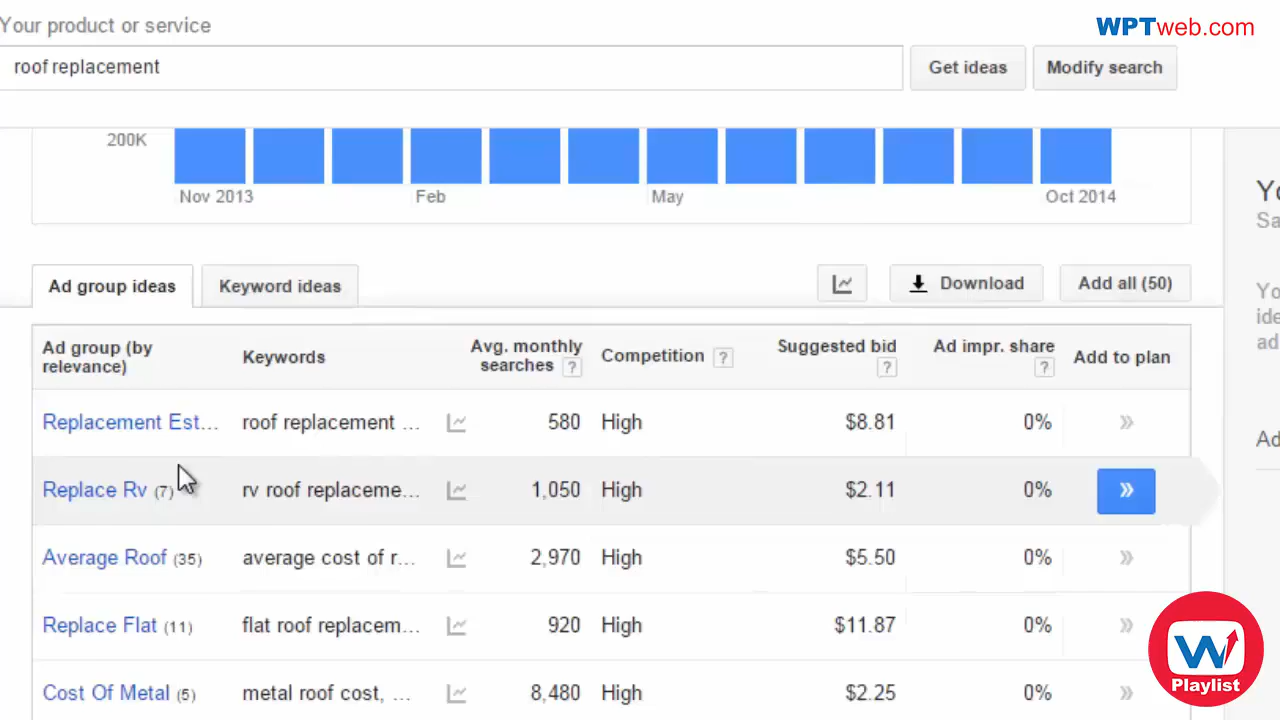 Your product or service
WPTweb.com
roof replacement
Get ideas
Modify search
200K
Nov 2013
Feb
May
Oct 2014
Ad group ideas
Keyword ideas
Download
Add all (50)
Ad group (by relevance)
Keywords
Avg. monthly searches ?
Competition ?
Suggested bid ?
Ad impr. share ?
Add to plan
Replacement Est... roof replacement ... 580 High $8.81 0% »
Replace Rv (7) rv roof replaceme... 1,050 High $2.11 0% »
Average Roof (35) average cost of r... 2,970 High $5.50 0% »
Replace Flat (11) flat roof replacem... 920 High $11.87 0% »
Cost Of Metal (5) metal roof cost, ... 8,480 High $2.25 0% »
W
Playlist